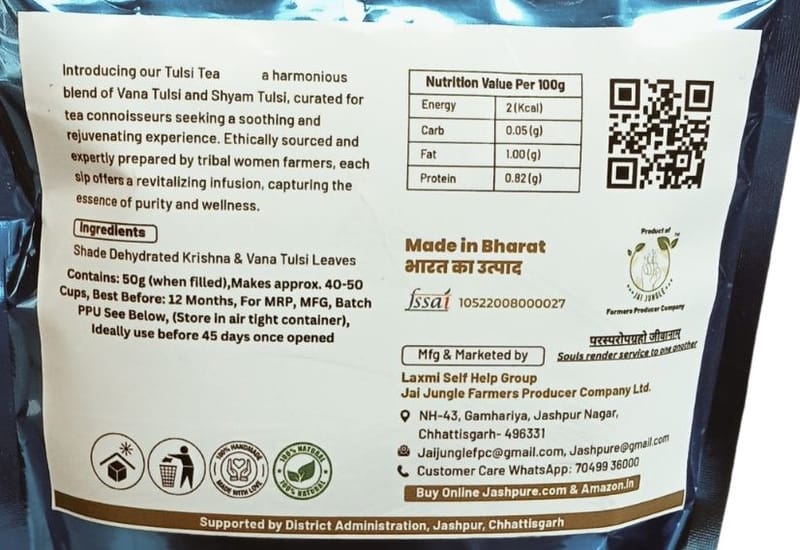 Introducing our Tulsi Tea a harmonious
blend of Vana Tulsi and Shyam Tulsi, curated for
tea connoisseurs seeking a soothing and
rejuvenating experience. Ethically sourced and
expertly prepared by tribal women farmers, each
sip offers a revitalizing infusion, capturing the
essence of purity and wellness.
Ingredients
Shade Dehydrated Krishna & Vana Tulsi Leaves
Contains: 50g (when filled),Makes approx. 40-50
Cups, Best Before: 12 Months, For MRP, MFG, Batch
PPU See Below, (Store in air tight container),
Ideally use before 45 days once opened
100% HANDMADE
MADE WITH LOVE
100% NATURAL
100% NATURAL
Nutrition Value Per 100g
Energy 2(Kcal)
Carb 0.05(g)
Fat 1.00(g)
Protein 0.82(g)
Made in Bharat
भारत का उत्पाद
fssai 10522008000027
Product of
TM
JAI JUNGLE
Farmers Producer Company
परस्परोपग्रहो जीवानाम्
Souls render service to one another
Mfg & Marketed by
Laxmi Self Help Group
Jai Jungle Farmers Producer Company Ltd.
NH-43, Gamhariya, Jashpur Nagar,
Chhattisgarh- 496331
Jaijunglefpc@gmail.com, Jashpure@gmail.com
Customer Care WhatsApp: 70499 36000
Buy Online Jashpure.com & Amazon.in
Supported by District Administration, Jashpur, Chhattisgarh